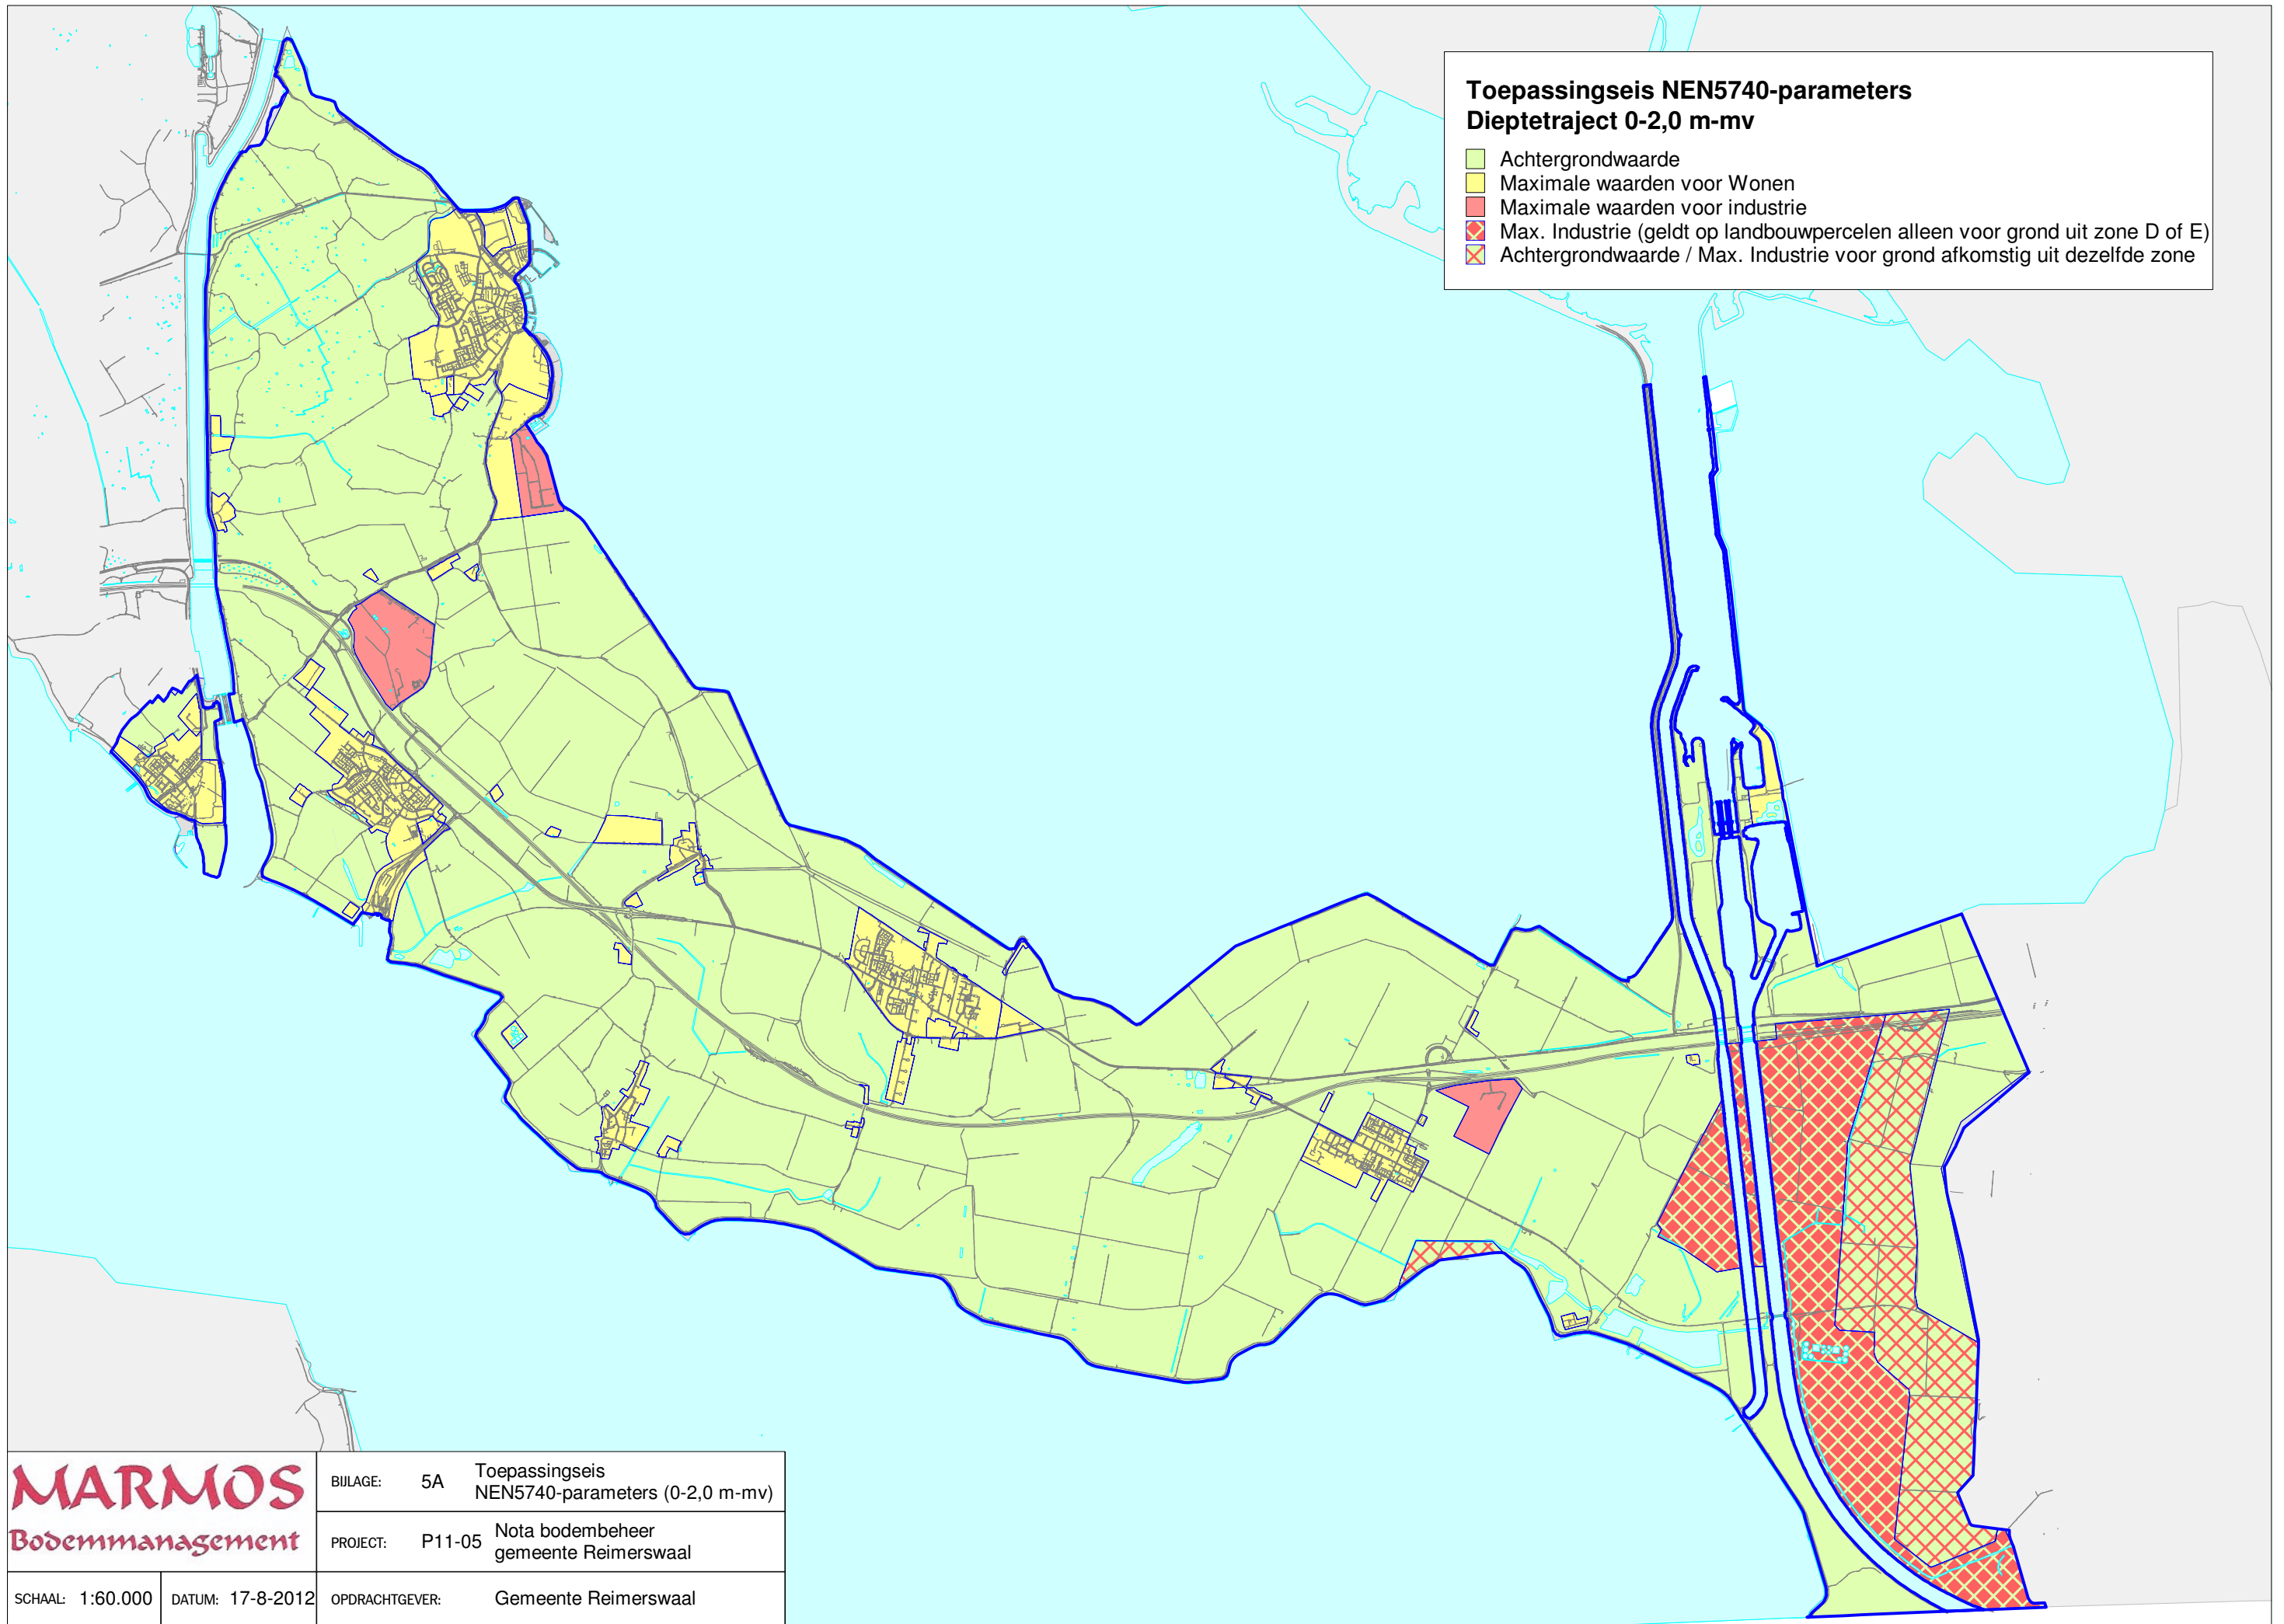 Toepassingseis NEN5740-parameters
Dieptetraject 0-2,0 m-mv
Achtergrondwaarde
Maximale waarden voor Wonen
Maximale waarden voor industrie
Max. Industrie (geldt op landbouwpercelen alleen voor grond uit zone D of E)
Achtergrondwaarde / Max. Industrie voor grond afkomstig uit dezelfde zone
MARMOS
Bodemmanagement
BIJLAGE: 5A Toepassingseis
NEN5740-parameters (0-2,0 m-mv)
PROJECT: P11-05 Nota bodembeheer
gemeente Reimerswaal
SCHAAL: 1:60.000 DATUM: 17-8-2012 OPDRACHTGEVER: Gemeente Reimerswaal